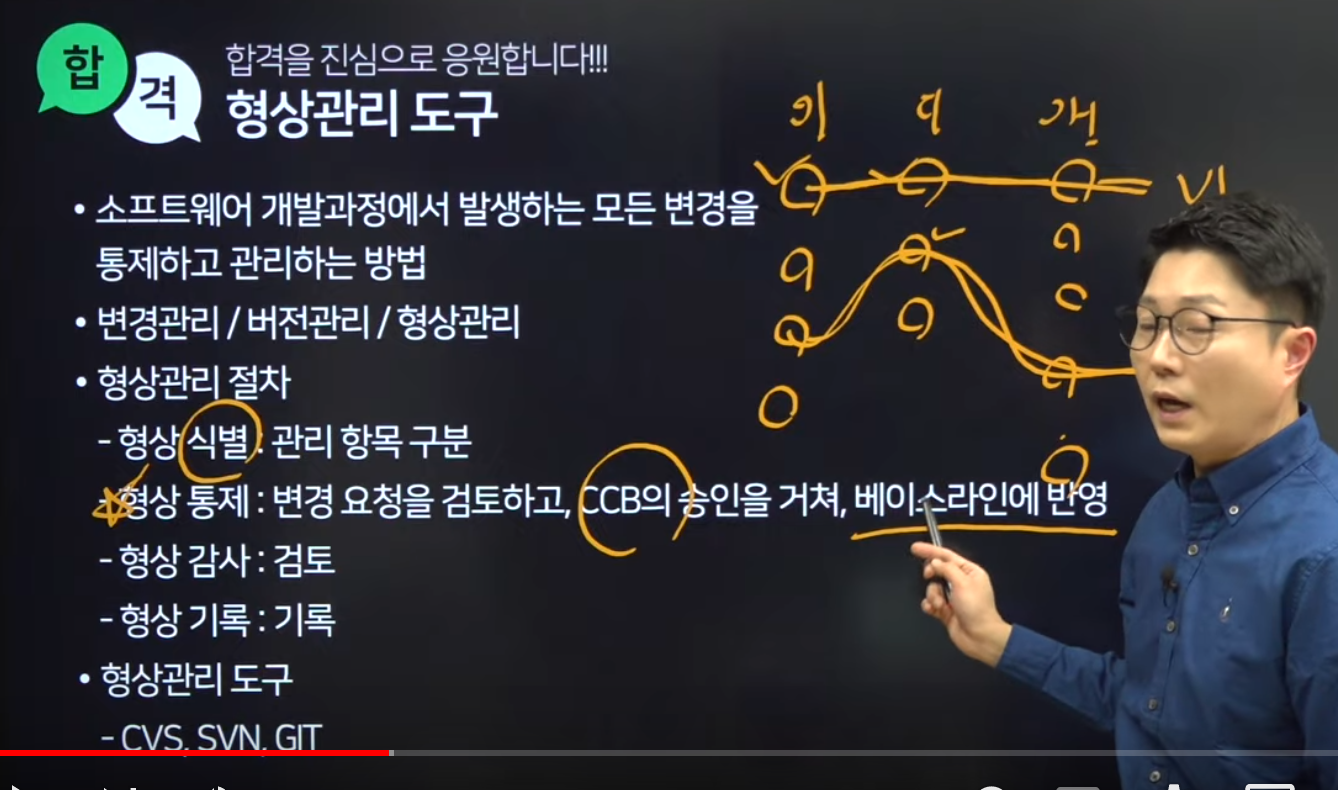 합격
합격을 진심으로 응원합니다!!!
형상관리 도구
기 디 개
V1
• 소프트웨어 개발과정에서 발생하는 모든 변경을
통제하고 관리하는 방법
• 변경관리 / 버전관리 / 형상관리
• 형상관리 절차
- 형상 식별 : 관리 항목 구분
- 형상 통제 : 변경 요청을 검토하고, CCB의 승인을 거쳐, 베이스라인에 반영
- 형상 감사 : 검토
- 형상 기록 : 기록
• 형상관리 도구
- CVS, SVN, GIT